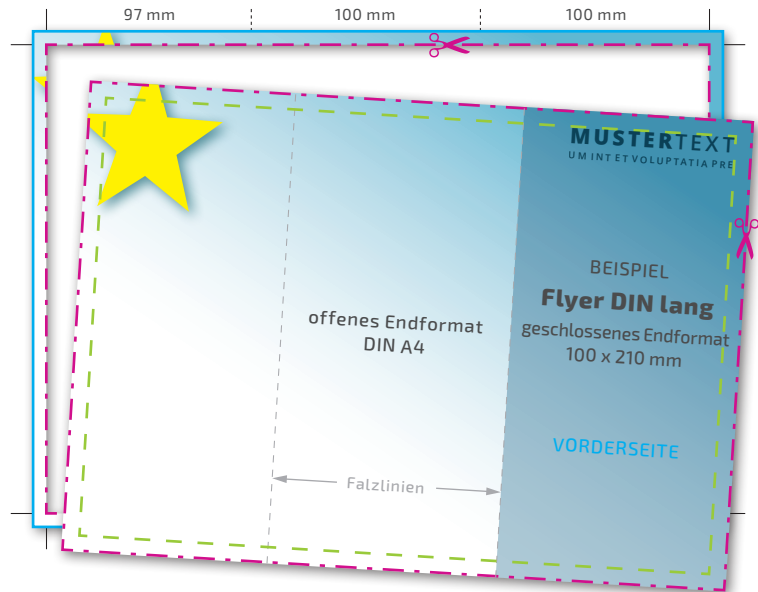 97 mm
100 mm
100 mm
MUSTERTEXT
UM INT ET VOLUPTATIA PRE
BEISPIEL
Flyer DIN lang
geschlossenes Endformat
100 x 210 mm
offenes Endformat
DIN A4
VORDERSEITE
Falzlinien